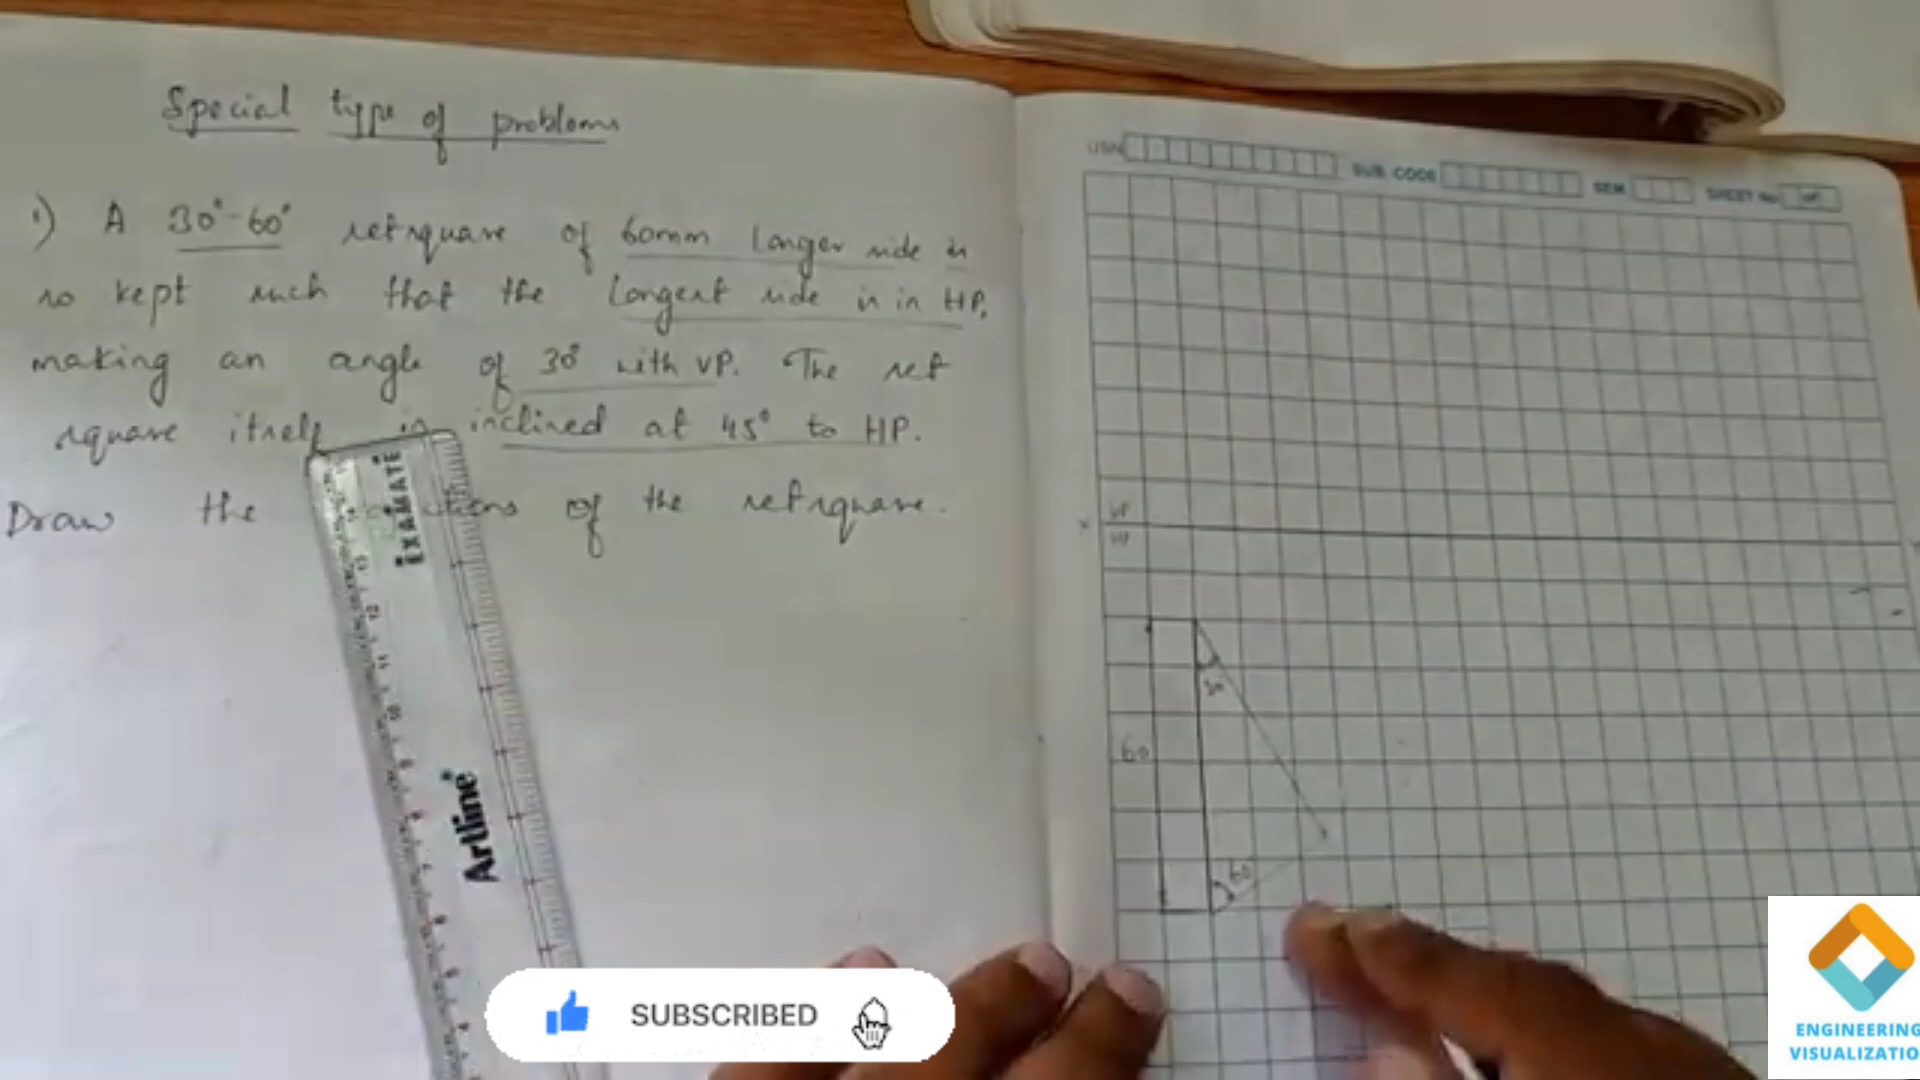 Special type of problems
1) A 30°-60° setsquare of 60mm longer side is
so kept such that the longest side is in HP,
making an angle of 30° with VP. The set
square itself is inclined at 45° to HP.
Draw the of the setsquare.
EXAMATE
Artline
USN SUB CODE SEM SHEET No
X VP
HP
30
60
60
SUBSCRIBED
ENGINEERING
VISUALIZATIO